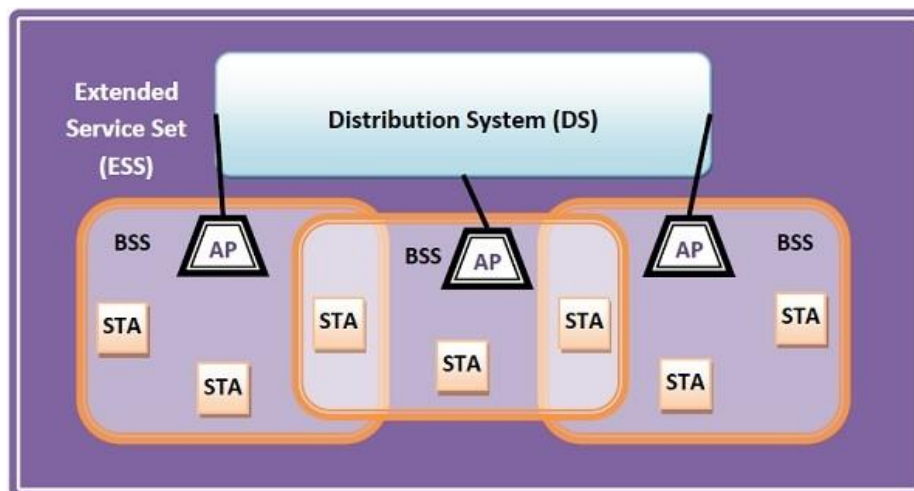 Extended
Service Set
(ESS)
Distribution System (DS)
BSS
AP
BSS
AP
AP
BSS
STA
STA
STA
STA
STA
STA
STA